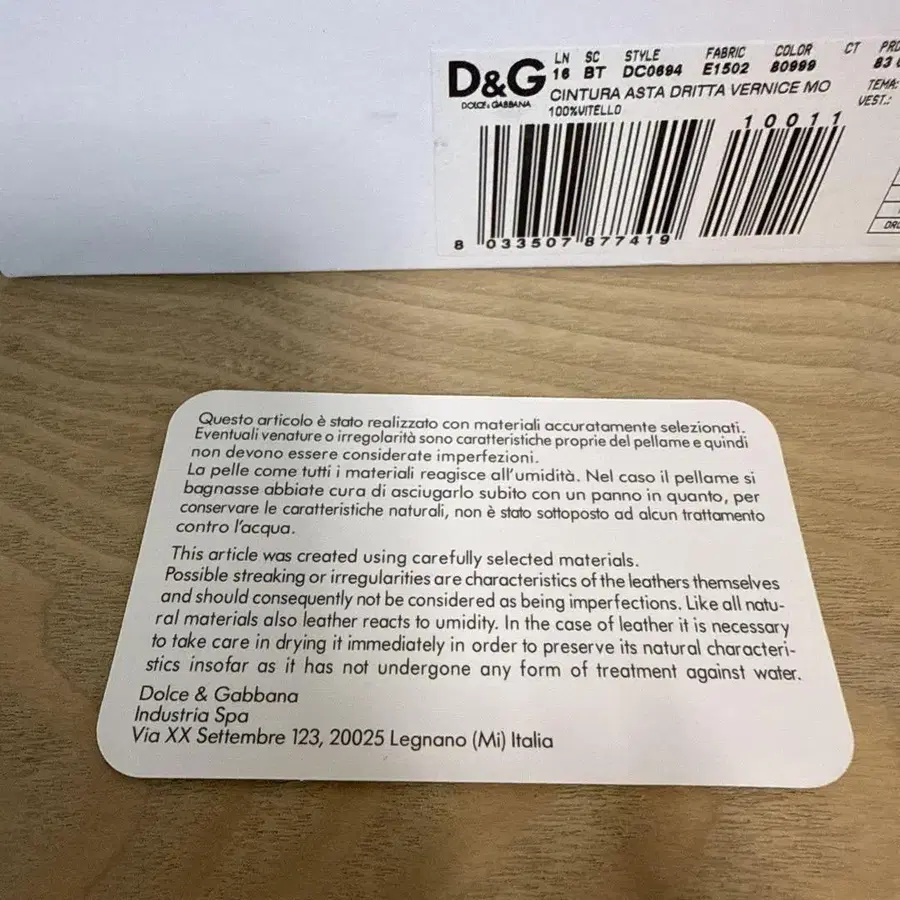 D&G
DOLCE & GABBANA
LN SC STYLE FABRIC COLOR CT
16 BT DC0694 E1502 80999 83
CINTURA ASTA DRITTA VERNICE MO
TEMA:
100%VITELLO
VEST.:
10011
8 033507 877419
Questo articolo è stato realizzato con materiali accuratamente selezionati.
Eventuali venature o irregolarità sono caratteristiche proprie del pellame e quindi
non devono essere considerate imperfezioni.
La pelle come tutti i materiali reagisce all'umidità. Nel caso il pellame si
bagnasse abbiate cura di asciugarlo subito con un panno in quanto, per
conservare le caratteristiche naturali, non è stato sottoposto ad alcun trattamento
contro l'acqua.
This article was created using carefully selected materials.
Possible streaking or irregularities are characteristics of the leathers themselves
and should consequently not be considered as being imperfections. Like all natu-
ral materials also leather reacts to umidity. In the case of leather it is necessary
to take care in drying it immediately in order to preserve its natural characteri-
stics insofar as it has not undergone any form of treatment against water.
Dolce & Gabbana
Industria Spa
Via XX Settembre 123, 20025 Legnano (Mi) Italia